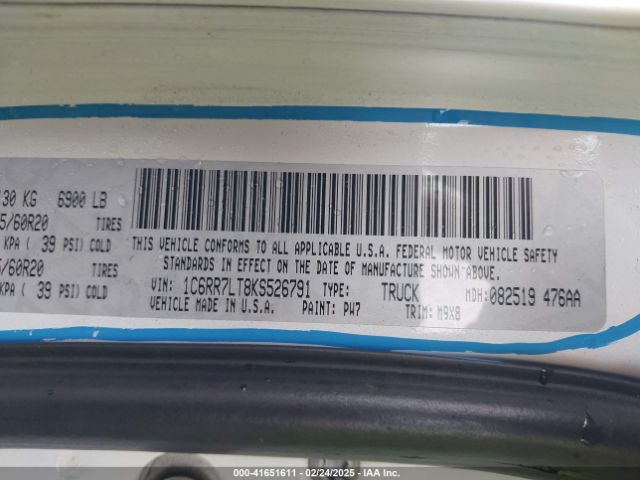 130 KG 6900 LB
5/60R20 TIRES
KPA ( 39 PSI) COLD
5/60R20 TIRES
KPA ( 39 PSI) COLD
THIS VEHICLE CONFORMS TO ALL APPLICABLE U.S.A. FEDERAL MOTOR VEHICLE SAFETY
STANDARDS IN EFFECT ON THE DATE OF MANUFACTURE SHOWN ABOVE.
VIN: 1C6RR7LT8KS526791 TYPE: TRUCK MDH: 082519 476AA
VEHICLE MADE IN U.S.A. PAINT: PW7 TRIM: M9X8
000-41651611 - 02/24/2025 - IAA Inc.